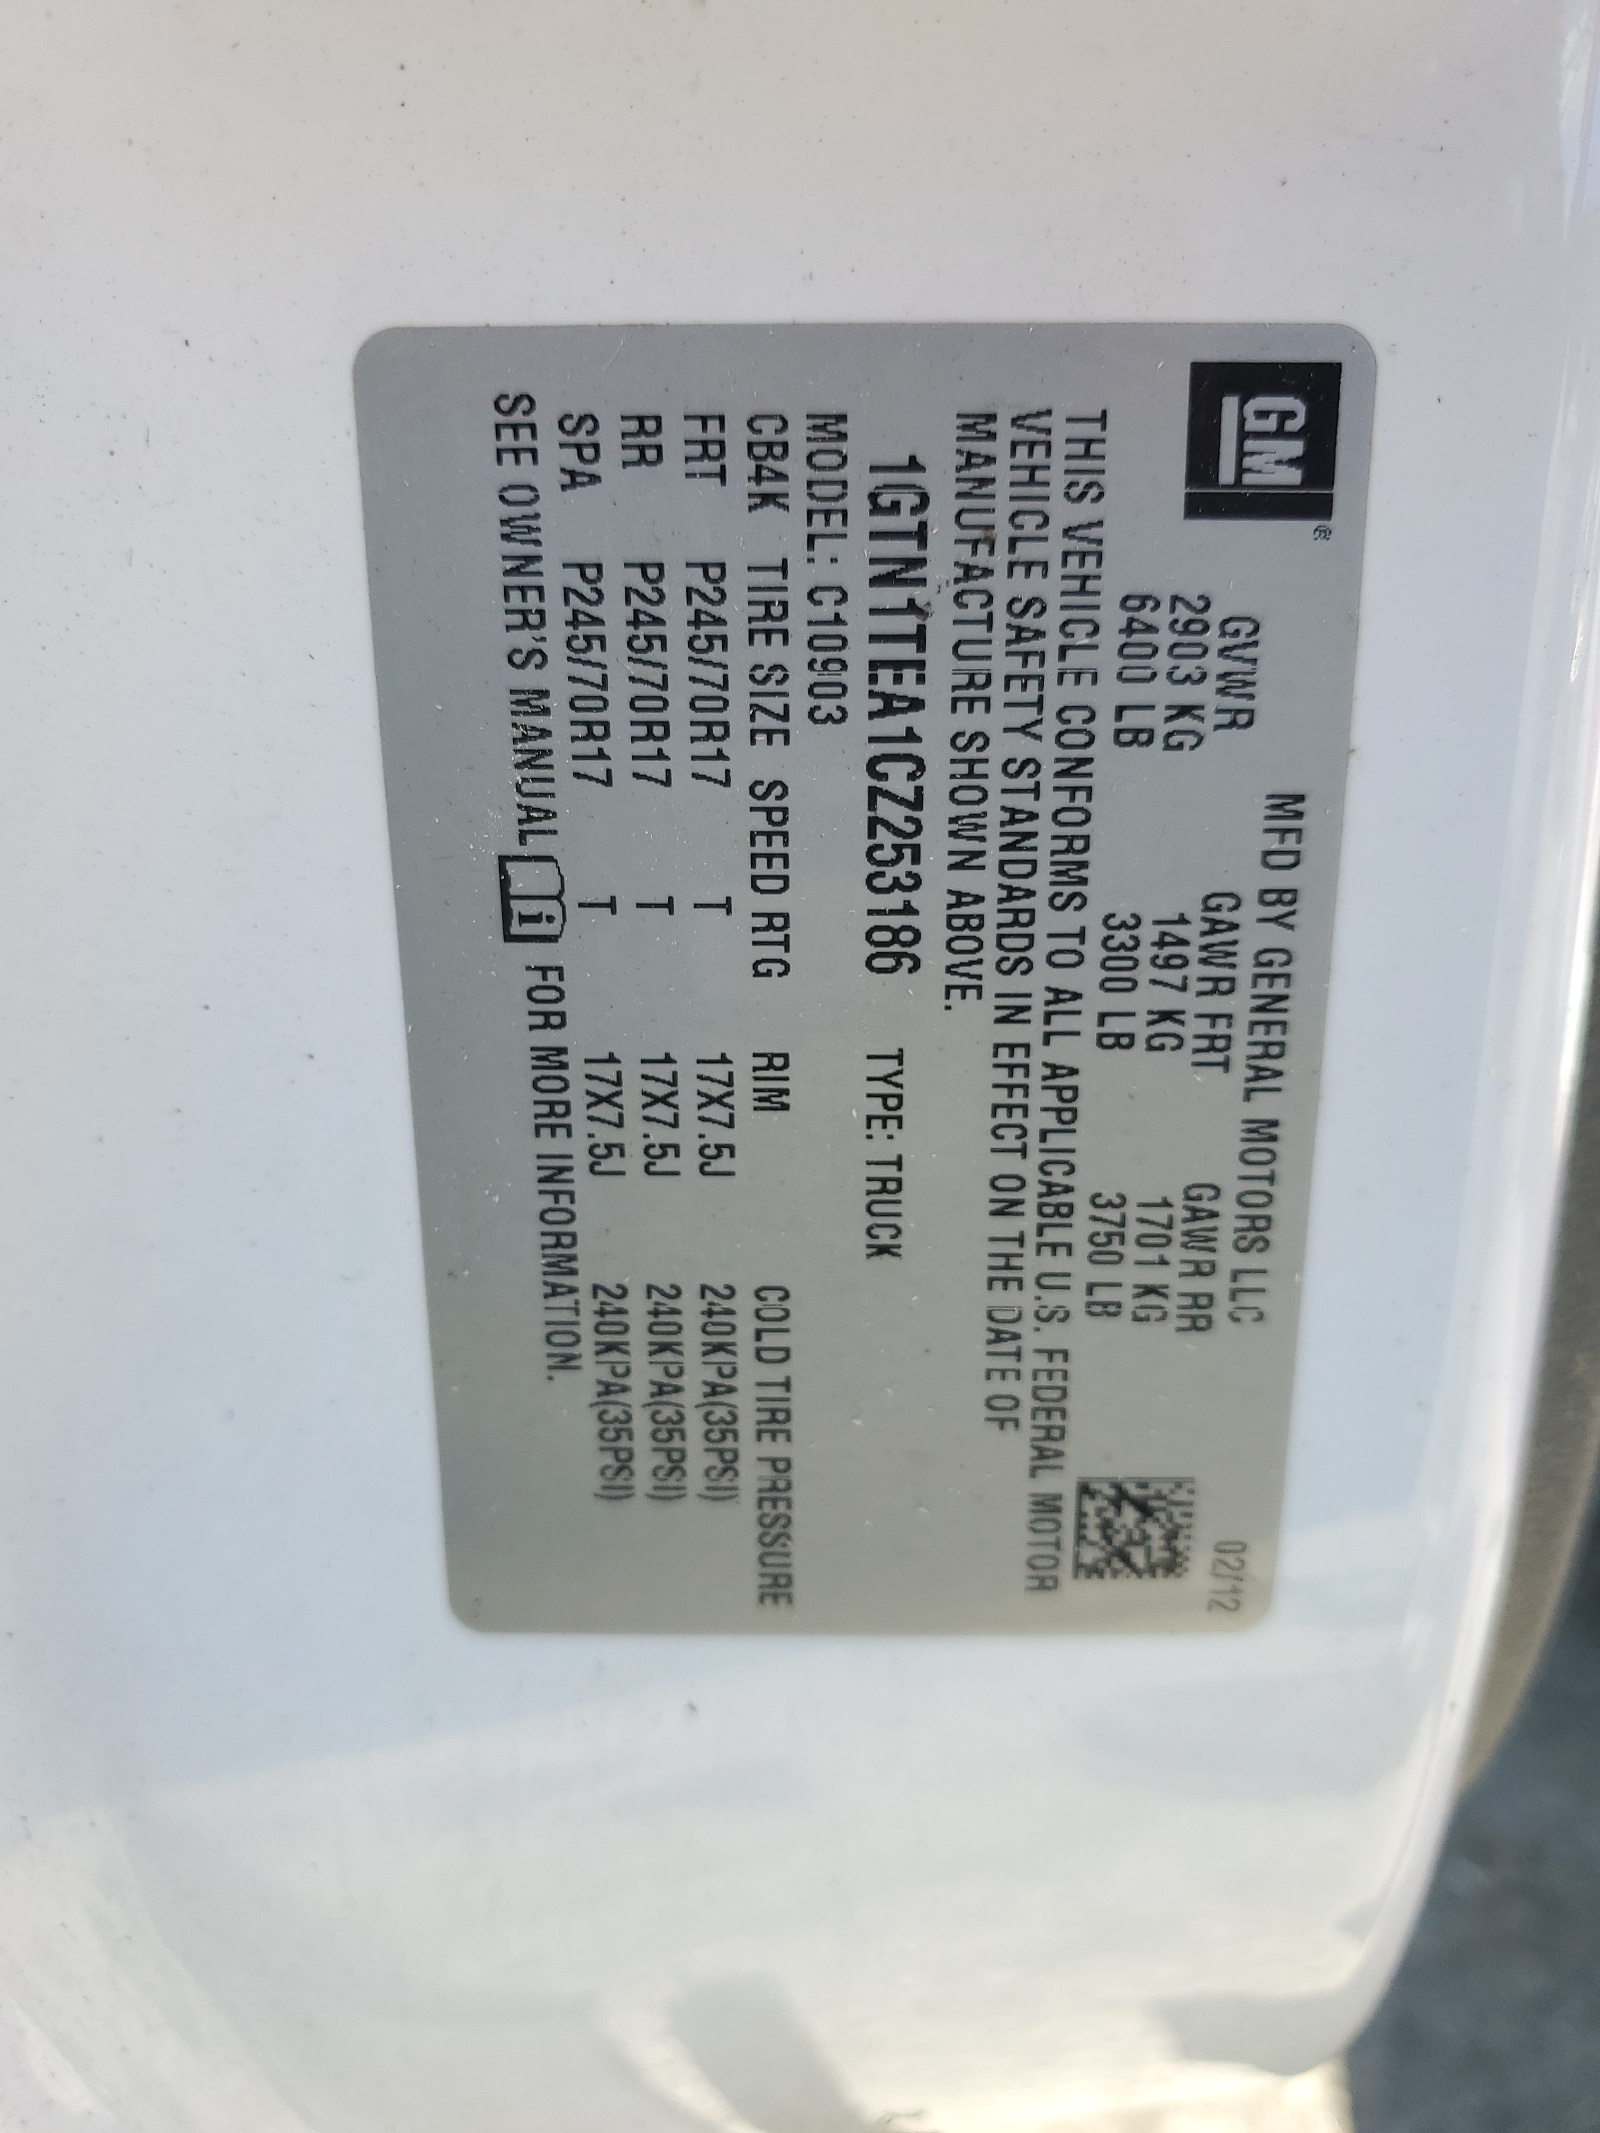 GM®
MFD BY GENERAL MOTORS LLC 02/12
GVWR GAWR FRT GAWR RR
2903 KG 1497 KG 1701 KG
6400 LB 3300 LB 3750 LB
THIS VEHICLE CONFORMS TO ALL APPLICABLE U.S. FEDERAL MOTOR
VEHICLE SAFETY STANDARDS IN EFFECT ON THE DATE OF
MANUFACTURE SHOWN ABOVE.
1GTN1TEA1CZ253186 TYPE: TRUCK
MODEL: C10903
CB4K TIRE SIZE SPEED RTG RIM COLD TIRE PRESSURE
FRT P245/70R17 T 17X7.5J 240KPA(35PSI)
RR P245/70R17 T 17X7.5J 240KPA(35PSI)
SPA P245/70R17 T 17X7.5J 240KPA(35PSI)
SEE OWNER'S MANUAL i FOR MORE INFORMATION.